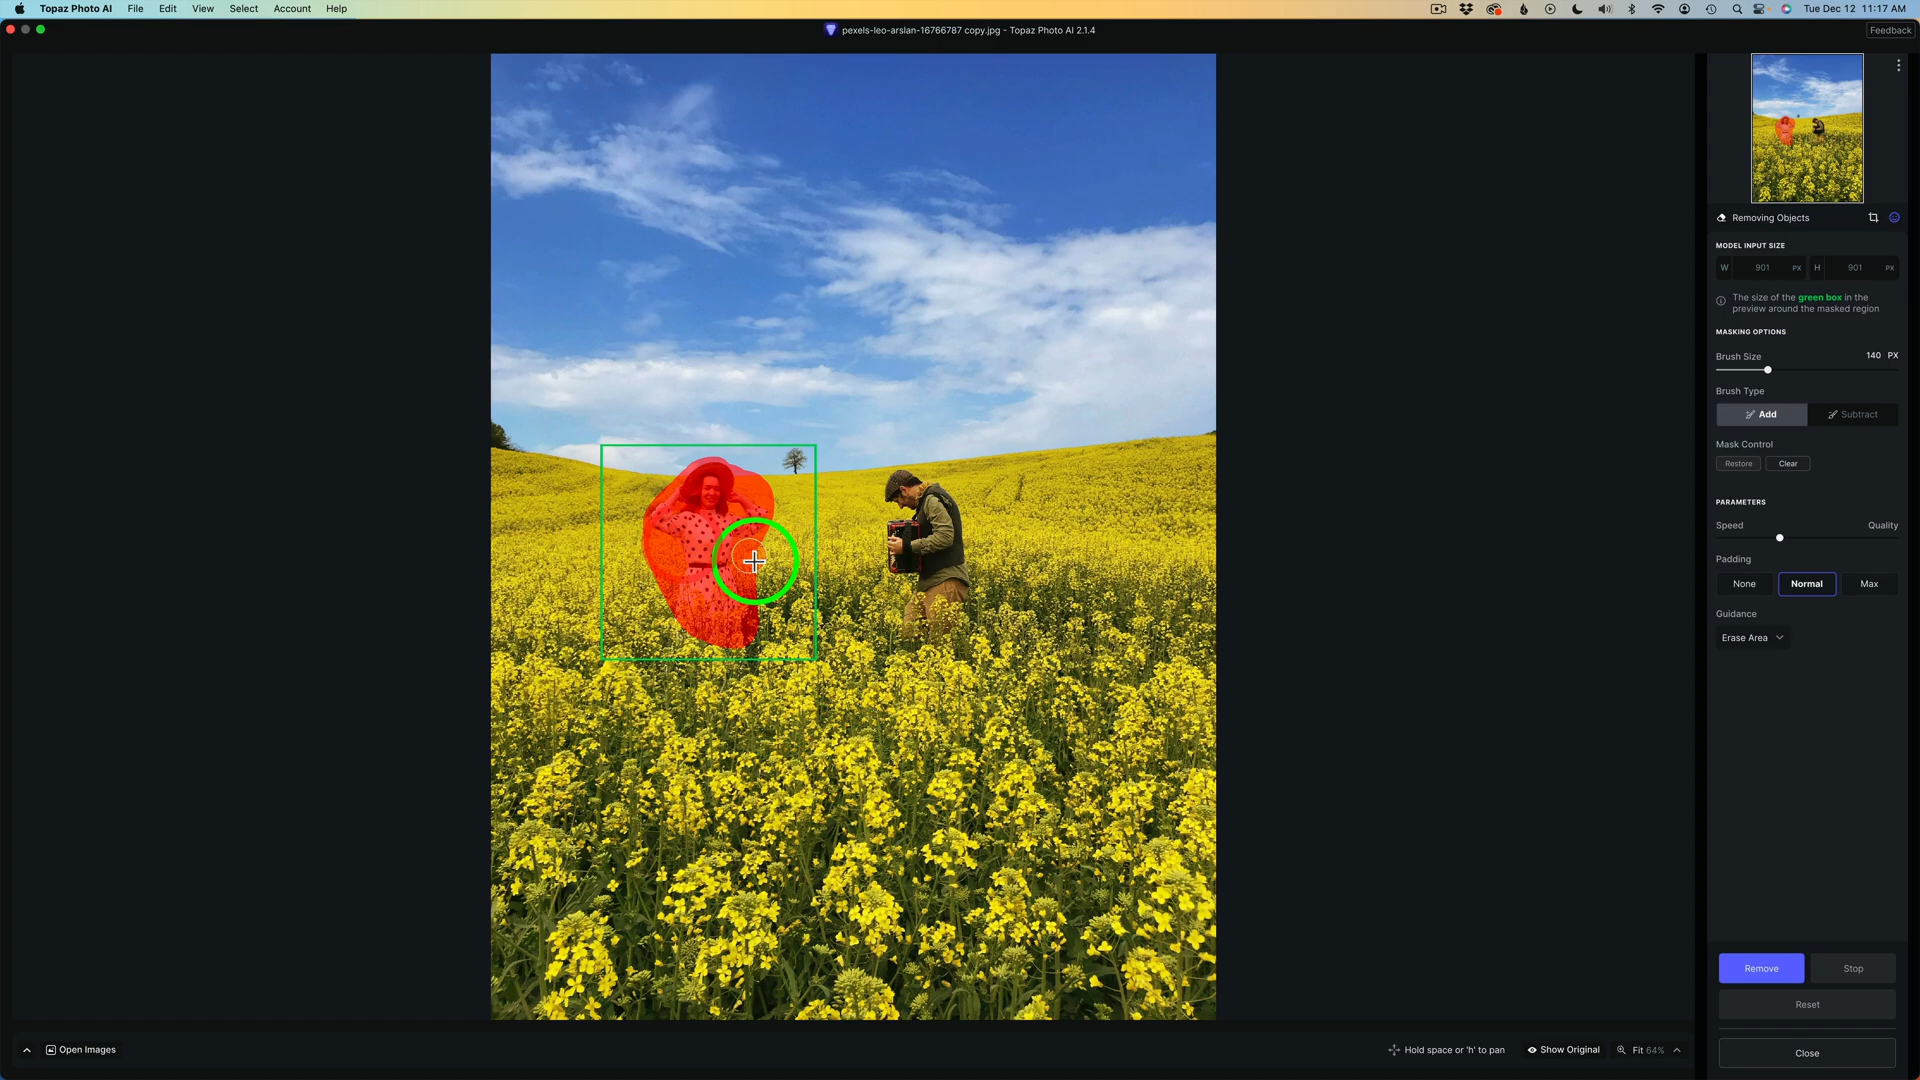 Topaz Photo AI File Edit View Select Account Help Tue Dec 12 11:17 AM
pexels-leo-arslan-16766787 copy.jpg - Topaz Photo AI 2.1.4
Feedback
Removing Objects
MODEL INPUT SIZE
W 901 PX H 901 PX
The size of the green box in the
preview around the masked region
MASKING OPTIONS
Brush Size 140 PX
Brush Type
Add Subtract
Mask Control
Restore Clear
PARAMETERS
Speed Quality
Padding
None Normal Max
Guidance
Erase Area
Remove Stop
Reset
Open Images Hold space or 'h' to pan Show Original Fit 64%
Close